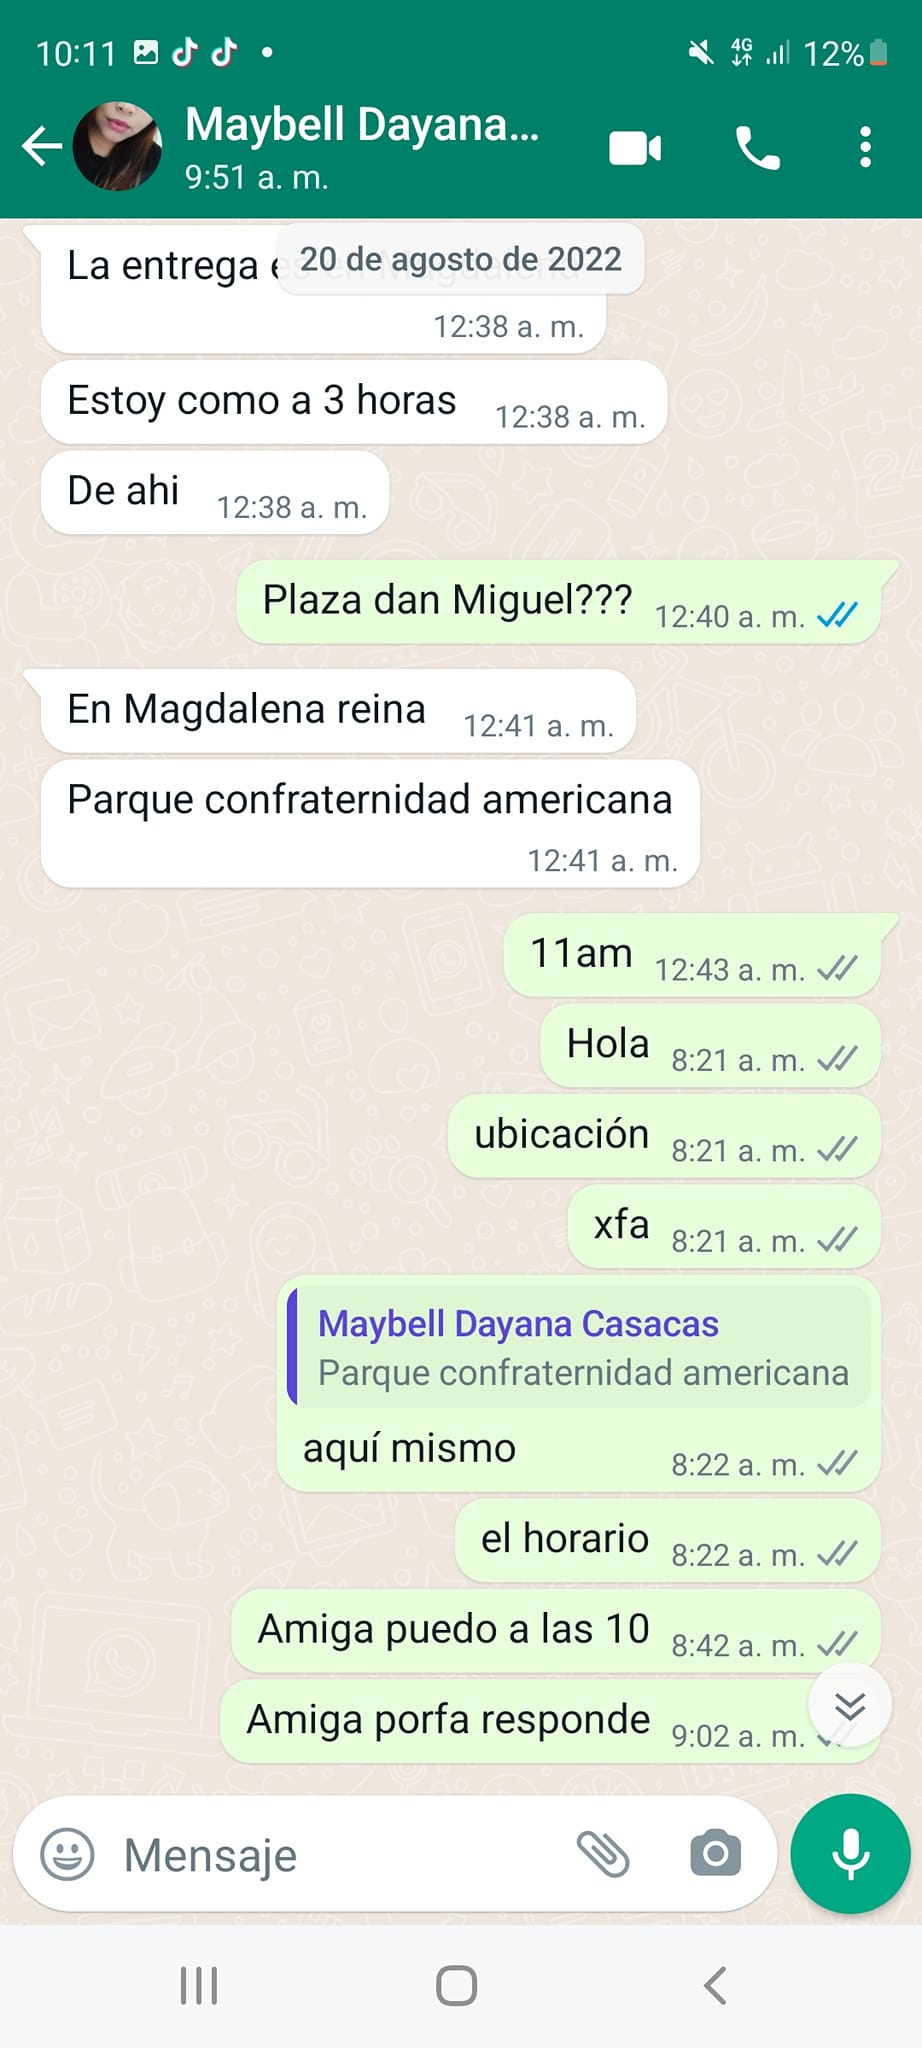 10:11
4G
12%
Maybell Dayana...
9:51 a. m.
20 de agosto de 2022
La entrega es en Magdalena
12:38 a. m.
Estoy como a 3 horas 12:38 a. m.
De ahi 12:38 a. m.
Plaza dan Miguel??? 12:40 a. m.
En Magdalena reina 12:41 a. m.
Parque confraternidad americana
12:41 a. m.
11am 12:43 a. m.
Hola 8:21 a. m.
ubicación 8:21 a. m.
xfa 8:21 a. m.
Maybell Dayana Casacas
Parque confraternidad americana
aquí mismo 8:22 a. m.
el horario 8:22 a. m.
Amiga puedo a las 10 8:42 a. m.
Amiga porfa responde 9:02 a. m.
Mensaje